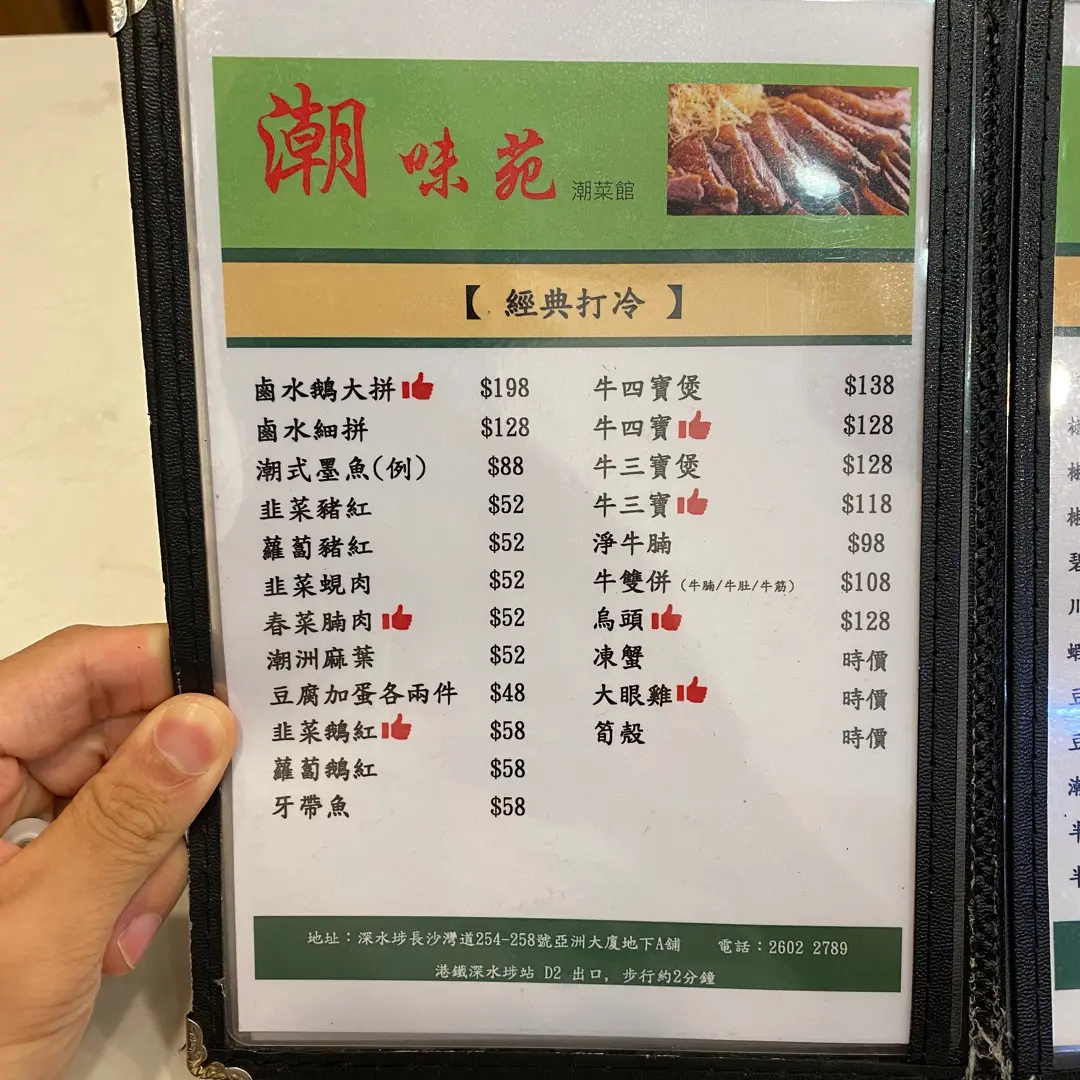 潮味苑 潮菜館
【 經典打冷 】
鹵水鵝大拼 $198
鹵水細拼 $128
潮式墨魚(例) $88
韭菜豬紅 $52
蘿蔔豬紅 $52
韭菜蜆肉 $52
春菜腩肉 $52
潮洲麻葉 $52
豆腐加蛋各兩件 $48
韭菜鵝紅 $58
蘿蔔鵝紅 $58
牙帶魚 $58
牛四寶煲 $138
牛四寶 $128
牛三寶煲 $128
牛三寶 $118
淨牛腩 $98
牛雙併 (牛腩/牛肚/牛筋) $108
烏頭 $128
凍蟹 時價
大眼雞 時價
筍殼 時價
地址：深水埗長沙灣道254-258號亞洲大廈地下A舖 電話：2602 2789
港鐵深水埗站 D2 出口, 步行約2分鐘